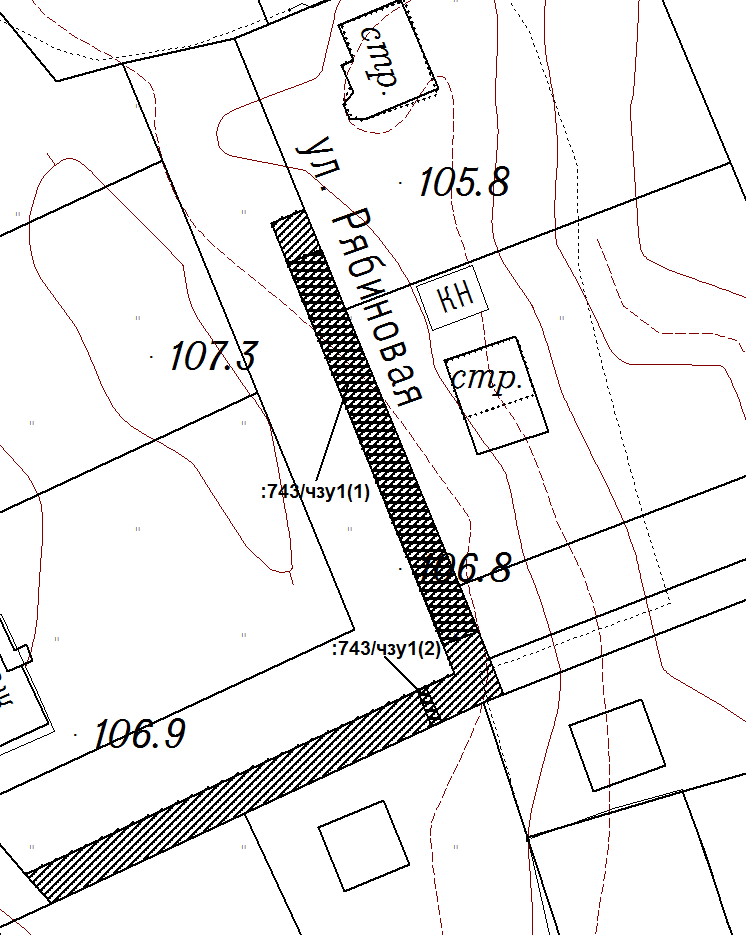 стр.
ул. Рябиновая
105.8
КН
107.3
стр.
:743/чзу1(1)
106.8
:743/чзу1(2)
106.9